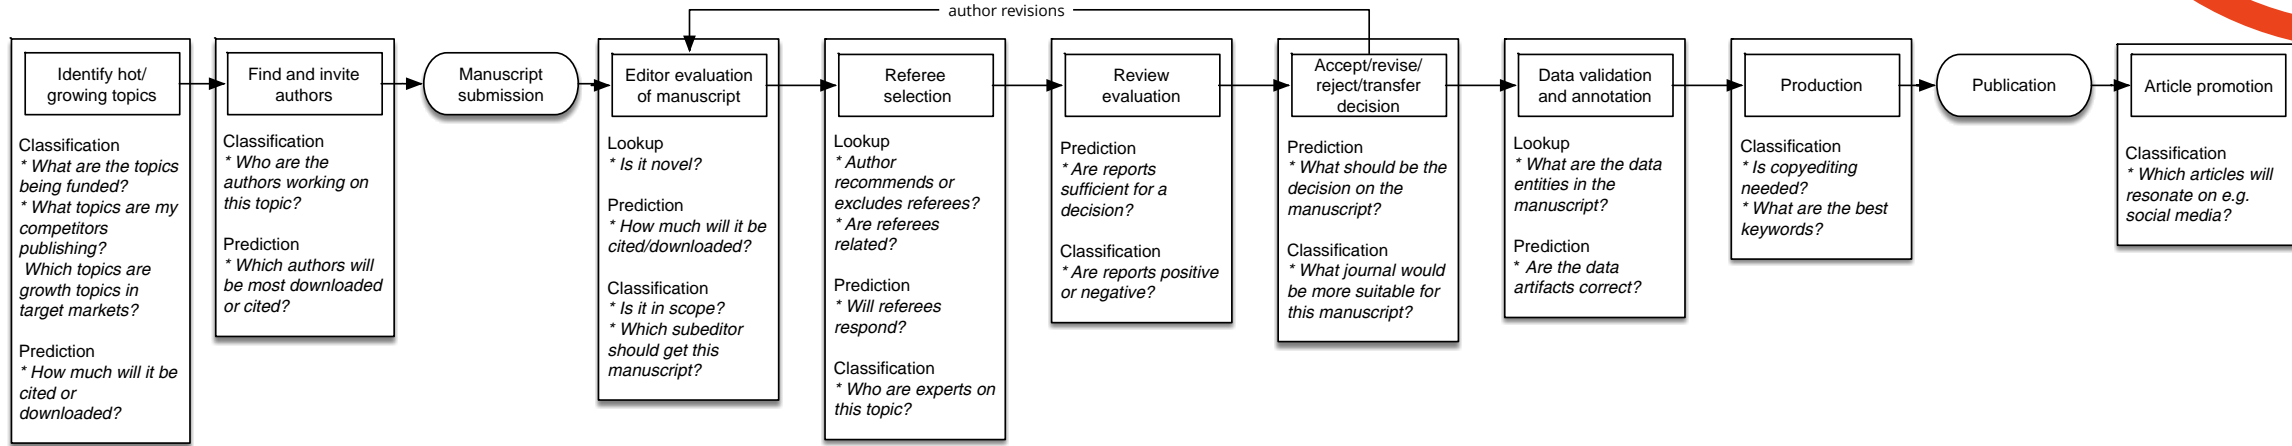 author revisions
Identify hot/
growing topics
Classification
* What are the topics
being funded?
* What topics are my
competitors
publishing?
Which topics are
growth topics in
target markets?
Prediction
* How much will it be
cited or
downloaded?
Find and invite
authors
Classification
* Who are the
authors working on
this topic?
Prediction
* Which authors will
be most downloaded
or cited?
Manuscript
submission
Editor evaluation
of manuscript
Lookup
* Is it novel?
Prediction
* How much will it be
cited/downloaded?
Classification
* Is it in scope?
* Which subeditor
should get this
manuscript?
Referee
selection
Lookup
* Author
recommends or
excludes referees?
* Are referees
related?
Prediction
* Will referees
respond?
Classification
* Who are experts on
this topic?
Review
evaluation
Prediction
* Are reports
sufficient for a
decision?
Classification
* Are reports positive
or negative?
Accept/revise/
reject/transfer
decision
Prediction
* What should be the
decision on the
manuscript?
Classification
* What journal would
be more suitable for
this manuscript?
Data validation
and annotation
Lookup
* What are the data
entities in the
manuscript?
Prediction
* Are the data
artifacts correct?
Production
Classification
* Is copyediting
needed?
* What are the best
keywords?
Publication
Article promotion
Classification
* Which articles will
resonate on e.g.
social media?